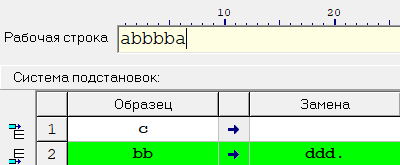 10 20
Рабочая строка abbbba
Система подстановок:
Образец Замена
1 c →
2 bb → ddd.